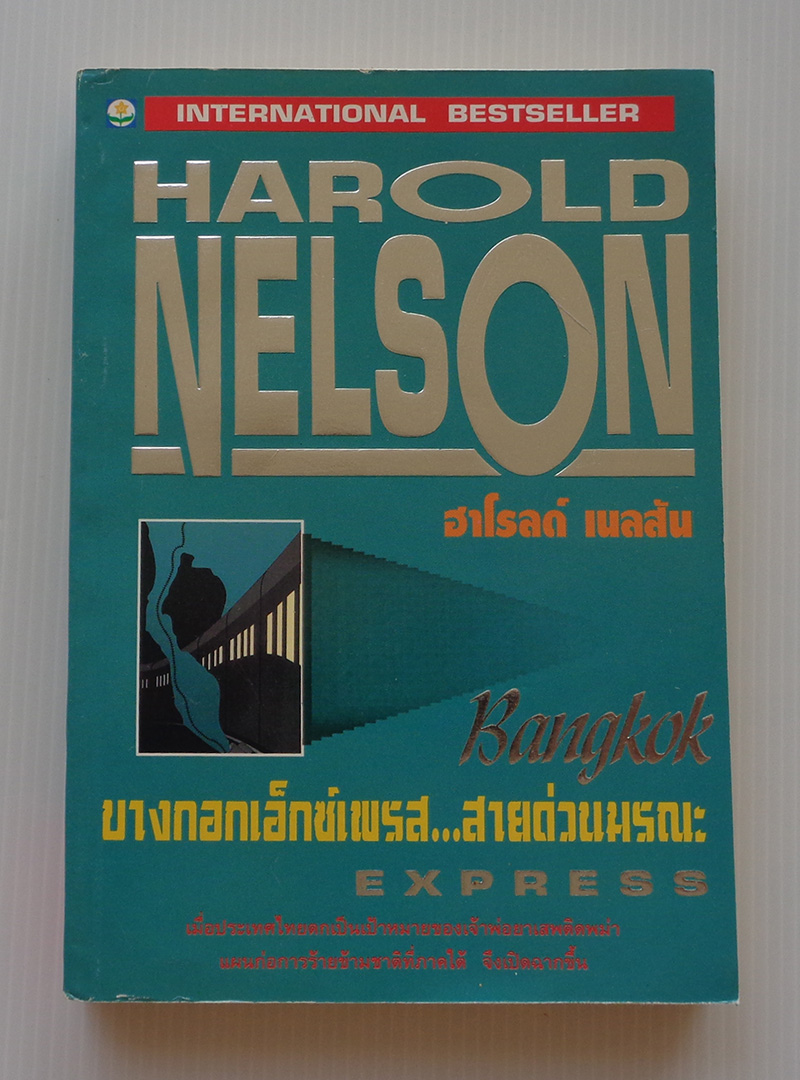 INTERNATIONAL BESTSELLER
HAROLD
NELSON
ฮาโรลด์ เนลสัน
Bangkok
บางกอกเอ็กซ์เพรส...สายด่วนมรณะ
EXPRESS
เมื่อประเทศไทยตกเป็นเป้าหมายของเจ้าพ่อยาเสพติดพม่า
แผนก่อการร้ายข้ามชาติที่ภาคใต้ จึงเปิดฉากขึ้น